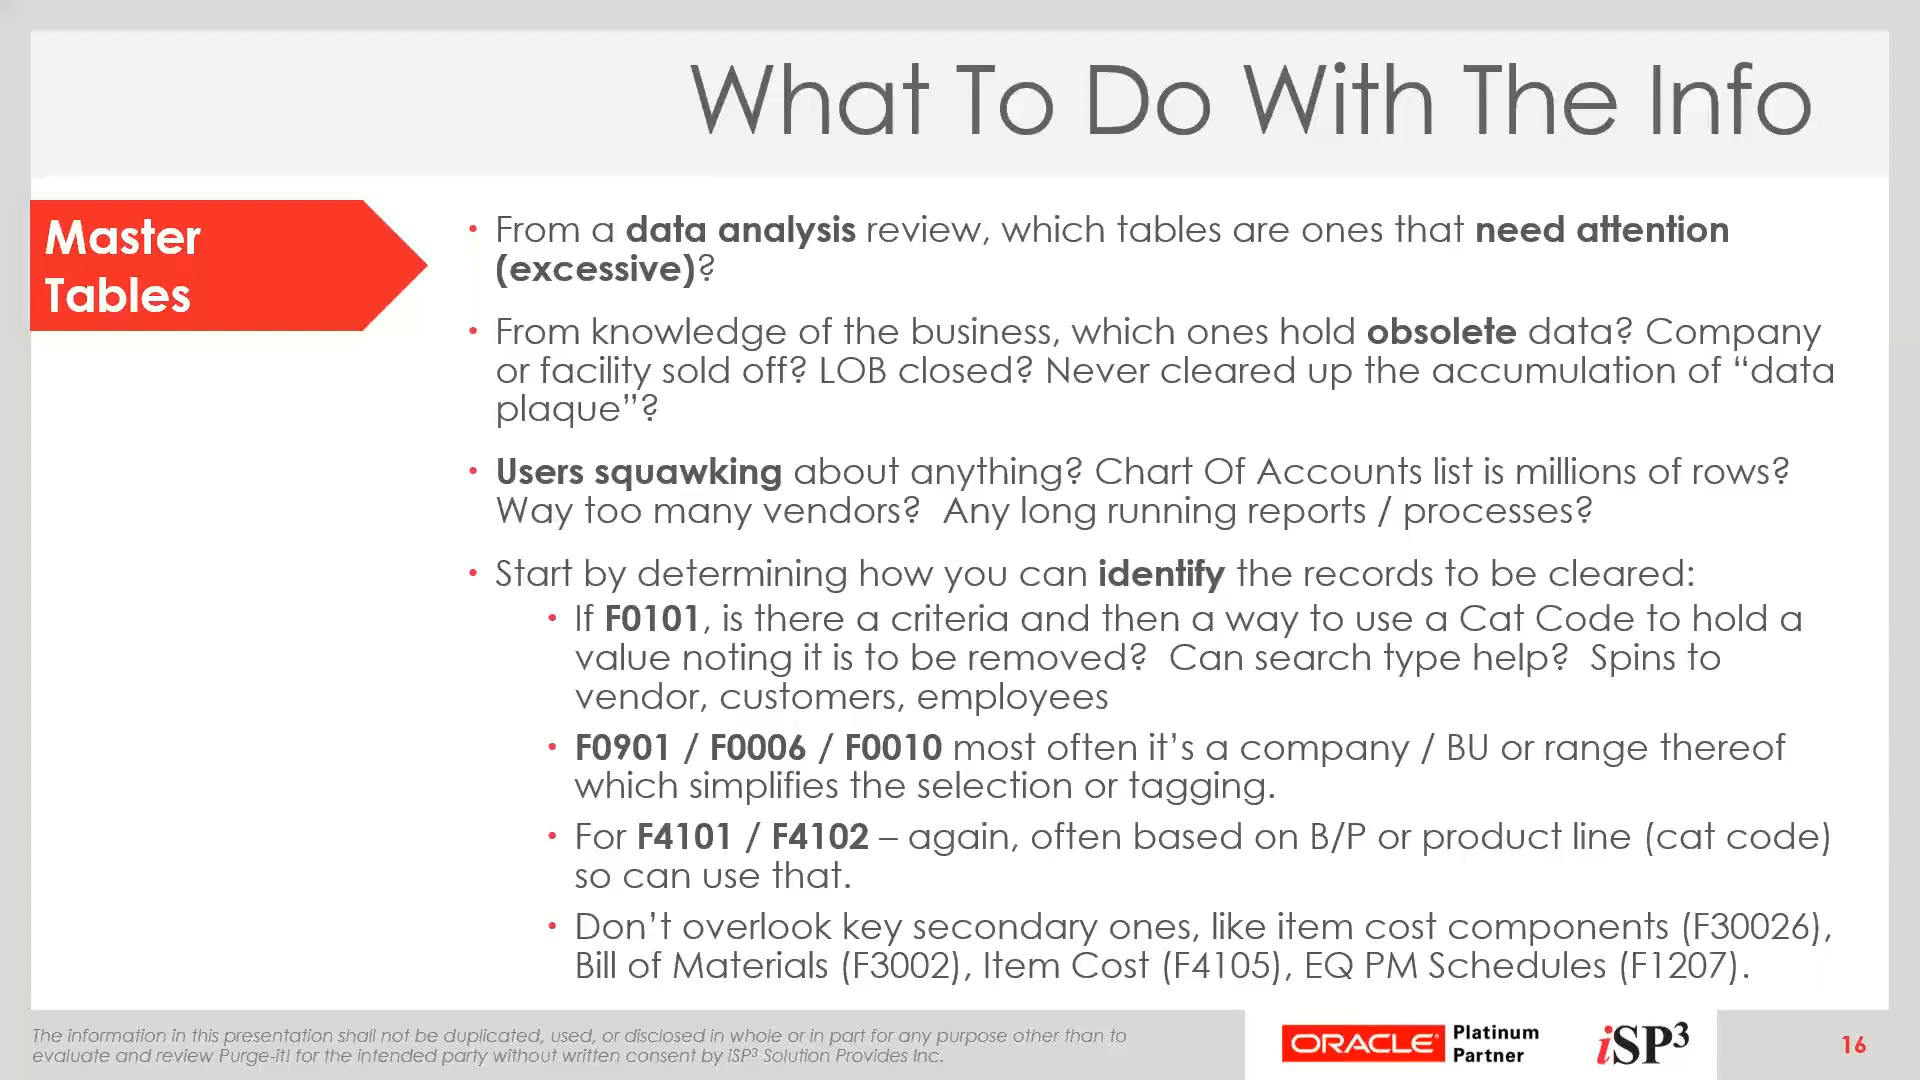 What To Do With The Info
Master
Tables
• From a data analysis review, which tables are ones that need attention
(excessive)?
• From knowledge of the business, which ones hold obsolete data? Company
or facility sold off? LOB closed? Never cleared up the accumulation of “data
plaque”?
• Users squawking about anything? Chart Of Accounts list is millions of rows?
Way too many vendors?  Any long running reports / processes?
• Start by determining how you can identify the records to be cleared:
• If F0101, is there a criteria and then a way to use a Cat Code to hold a
value noting it is to be removed?  Can search type help?  Spins to
vendor, customers, employees
• F0901 / F0006 / F0010 most often it’s a company / BU or range thereof
which simplifies the selection or tagging.
• For F4101 / F4102 – again, often based on B/P or product line (cat code)
so can use that.
• Don’t overlook key secondary ones, like item cost components (F30026),
Bill of Materials (F3002), Item Cost (F4105), EQ PM Schedules (F1207).
The information in this presentation shall not be duplicated, used, or disclosed in whole or in part for any purpose other than to
evaluate and review Purge-it! for the intended party without written consent by iSP³ Solution Provides Inc.
ORACLE Platinum
Partner
iSP³
16